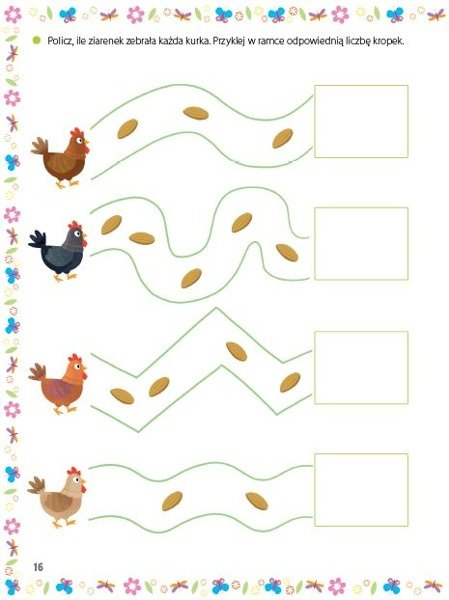 Policz, ile ziarenek zebrała każda kurka. Przyklej w ramce odpowiednią liczbę kropek.
16